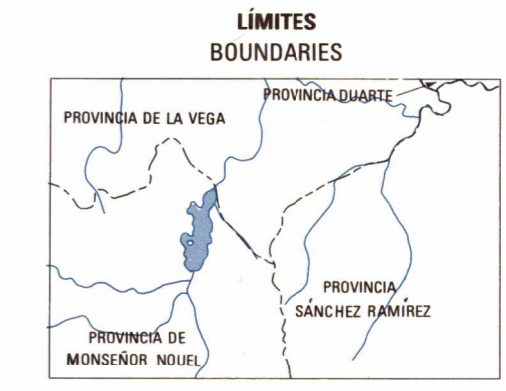 LÍMITES
BOUNDARIES
PROVINCIA DUARTE
PROVINCIA DE LA VEGA
PROVINCIA
SÁNCHEZ RAMÍREZ
PROVINCIA DE
MONSEÑOR NOUEL